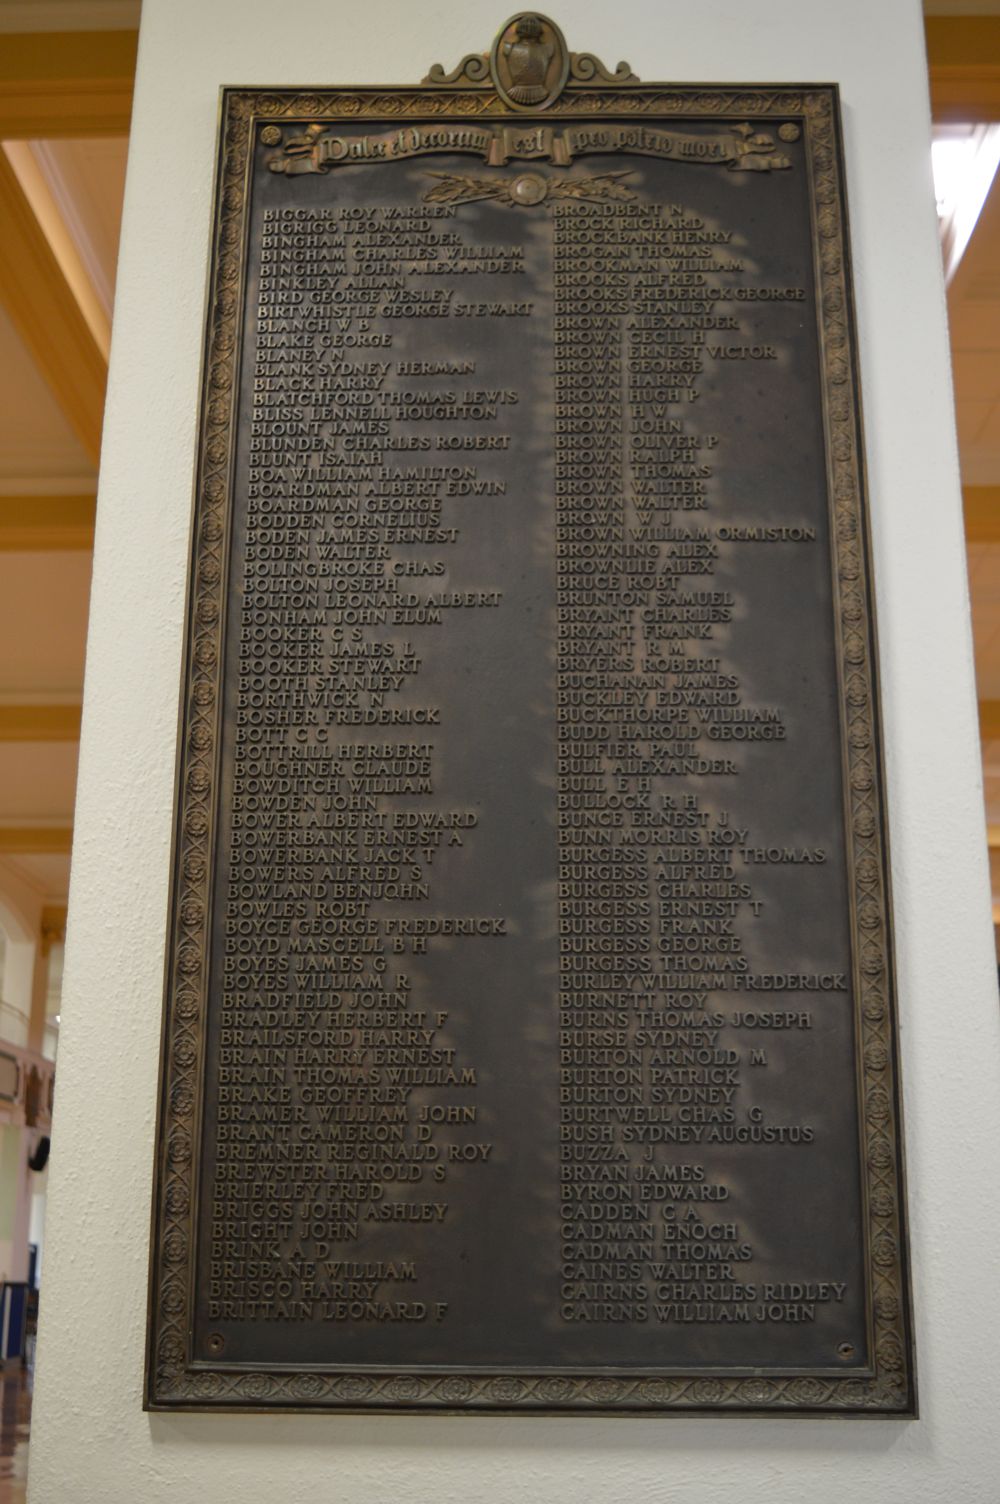 Dulce et decorum est pro patria mori
BIGGAR ROY WARREN
BIGRIGG LEONARD
BINGHAM ALEXANDER
BINGHAM CHARLES WILLIAM
BINGHAM JOHN ALEXANDER
BINKLEY ALLAN
BIRD GEORGE WESLEY
BIRTWHISTLE GEORGE STEWART
BLANCH W B
BLAKE GEORGE
BLANEY N
BLANK SYDNEY HERMAN
BLACK HARRY
BLATCHFORD THOMAS LEWIS
BLISS LENNELL HOUGHTON
BLOUNT JAMES
BLUNDEN CHARLES ROBERT
BLUNT ISAIAH
BOA WILLIAM HAMILTON
BOARDMAN ALBERT EDWIN
BOARDMAN GEORGE
BODDEN CORNELIUS
BODEN JAMES ERNEST
BODEN WALTER
BOLINGBROKE CHAS
BOLTON JOSEPH
BOLTON LEONARD ALBERT
BONHAM JOHN ELUM
BOOKER C S
BOOKER JAMES L
BOOKER STEWART
BOOTH STANLEY
BORTHWICK N
BOSHER FREDERICK
BOTT C C
BOTTRILL HERBERT
BOUGHNER CLAUDE
BOWDITCH WILLIAM
BOWDEN JOHN
BOWER ALBERT EDWARD
BOWERBANK ERNEST A
BOWERBANK JACK T
BOWERS ALFRED S
BOWLAND BENJOHN
BOWLES ROBT
BOYCE GEORGE FREDERICK
BOYD MASCELL B H
BOYES JAMES G
BOYES WILLIAM R
BRADFIELD JOHN
BRADLEY HERBERT F
BRAILSFORD HARRY
BRAIN HARRY ERNEST
BRAIN THOMAS WILLIAM
BRAKE GEOFFREY
BRAMER WILLIAM JOHN
BRANT CAMERON D
BREMNER REGINALD ROY
BREWSTER HAROLD S
BRIERLEY FRED
BRIGGS JOHN ASHLEY
BRIGHT JOHN
BRINK A D
BRISBANE WILLIAM
BRISCO HARRY
BRITTAIN LEONARD F
BROADBENT N
BROCK RICHARD
BROCKBANK HENRY
BROGAN THOMAS
BROOKMAN WILLIAM
BROOKS ALFRED
BROOKS FREDERICK GEORGE
BROOKS STANLEY
BROWN ALEXANDER
BROWN CECIL H
BROWN ERNEST VICTOR
BROWN GEORGE
BROWN HARRY
BROWN HUGH P
BROWN H W
BROWN JOHN
BROWN OLIVER P
BROWN RALPH
BROWN THOMAS
BROWN WALTER
BROWN WALTER
BROWN W J
BROWN WILLIAM ORMISTON
BROWNING ALEX
BROWNLIE ALEX
BRUCE ROBT
BRUNTON SAMUEL
BRYANT CHARLES
BRYANT FRANK
BRYANT R M
BRYERS ROBERT
BUCHANAN JAMES
BUCKLEY EDWARD
BUCKTHORPE WILLIAM
BUDD HAROLD GEORGE
BULFIER PAUL
BULL ALEXANDER
BULL E H
BULLOCK R H
BUNCE ERNEST J
BUNN MORRIS ROY
BURGESS ALBERT THOMAS
BURGESS ALFRED
BURGESS CHARLES
BURGESS ERNEST T
BURGESS FRANK
BURGESS GEORGE
BURGESS THOMAS
BURLEY WILLIAM FREDERICK
BURNETT ROY
BURNS THOMAS JOSEPH
BURSE SYDNEY
BURTON ARNOLD M
BURTON PATRICK
BURTON SYDNEY
BURTWELL CHAS G
BUSH SYDNEY AUGUSTUS
BUZZA J
BRYAN JAMES
BYRON EDWARD
CADDEN C A
CADMAN ENOCH
CADMAN THOMAS
CAINES WALTER
CAIRNS CHARLES RIDLEY
CAIRNS WILLIAM JOHN